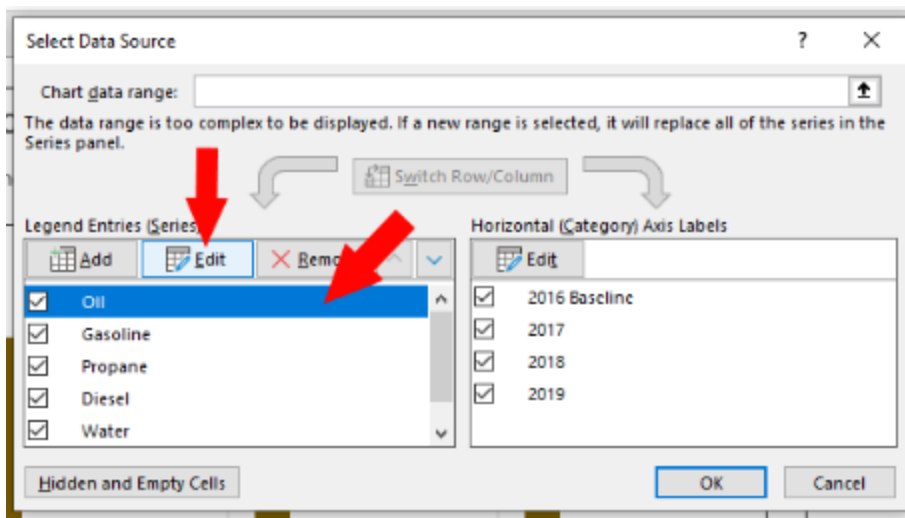 Select Data Source
?
Chart data range:
The data range is too complex to be displayed. If a new range is selected, it will replace all of the series in the
Series panel.
Switch Row/Column
Legend Entries (Series
Horizontal (Category) Axis Labels
Add
Edit
Remo
Edit
Oil
Gasoline
Propane
Diesel
Water
2016 Baseline
2017
2018
2019
Hidden and Empty Cells
OK
Cancel